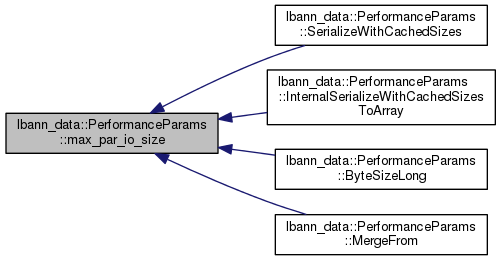 lbann_data::PerformanceParams
::max_par_io_size
lbann_data::PerformanceParams
::SerializeWithCachedSizes
lbann_data::PerformanceParams
::InternalSerializeWithCachedSizes
ToArray
lbann_data::PerformanceParams
::ByteSizeLong
lbann_data::PerformanceParams
::MergeFrom